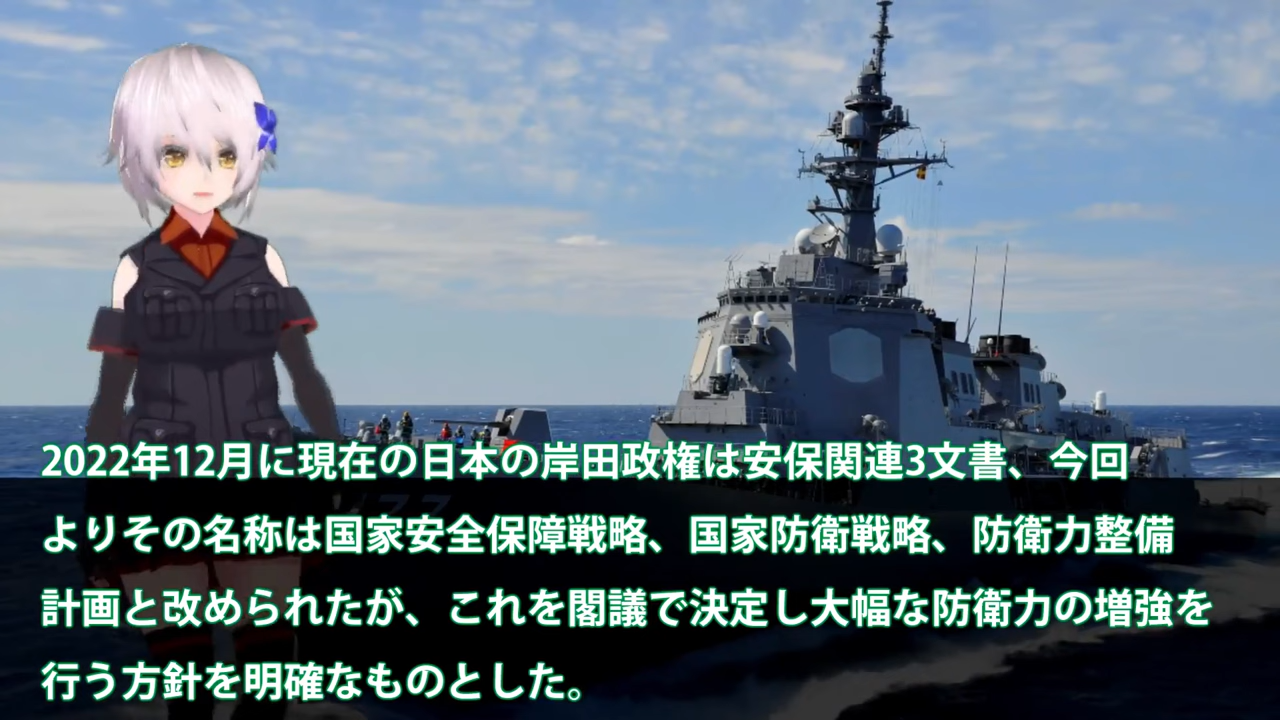 2022年12月に現在の日本の岸田政権は安保関連3文書、今回
よりその名称は国家安全保障戦略、国家防衛戦略、防衛力整備
計画と改められたが、これを閣議で決定し大幅な防衛力の増強を
行う方針を明確なものとした。